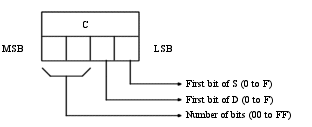 C
MSB
LSB
First bit of S (0 to F)
First bit of D (0 to F)
Number of bits (00 to FF)